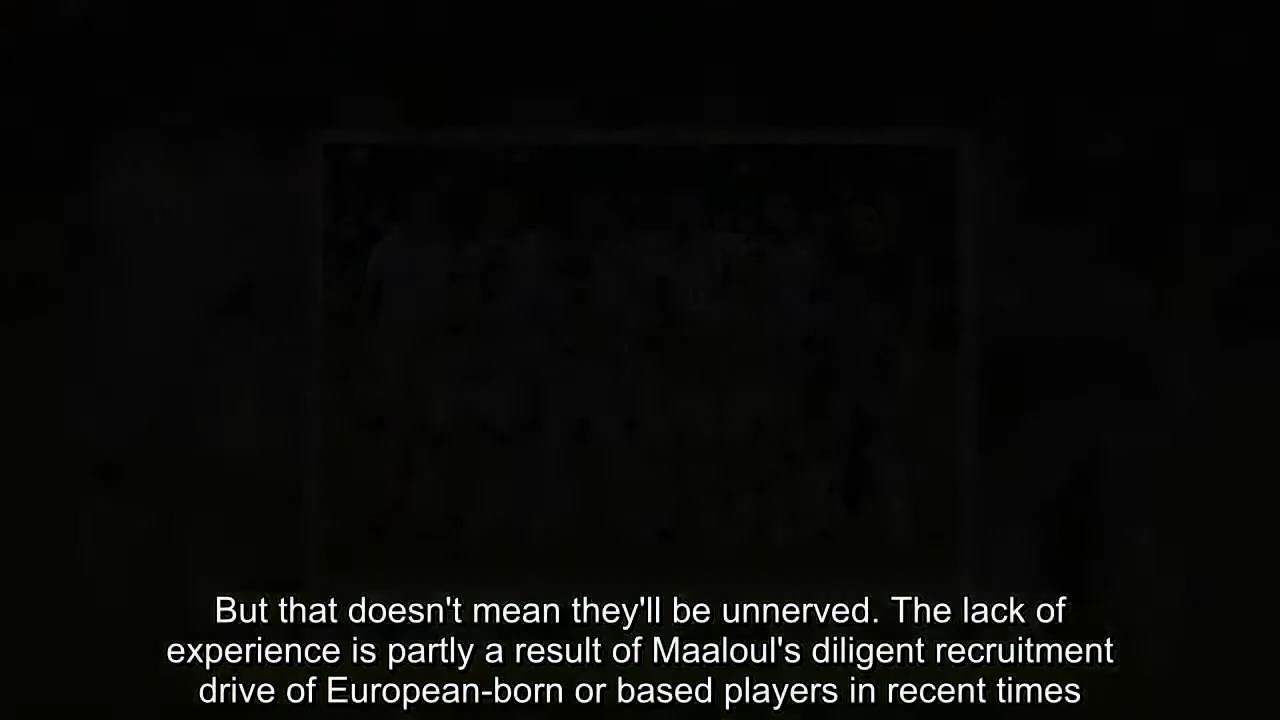 But that doesn't mean they'll be unnerved. The lack of
experience is partly a result of Maaloul's diligent recruitment
drive of European-born or based players in recent times